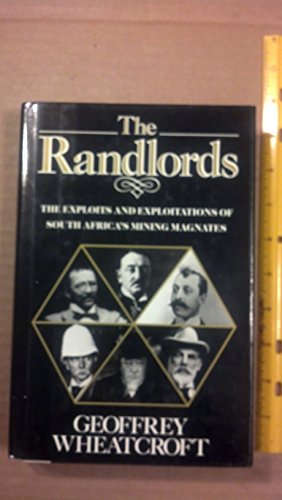 The
Randlords
THE EXPLOITS AND EXPLOITATIONS OF
SOUTH AFRICA'S MINING MAGNATES
GEOFFREY
WHEATCROFT